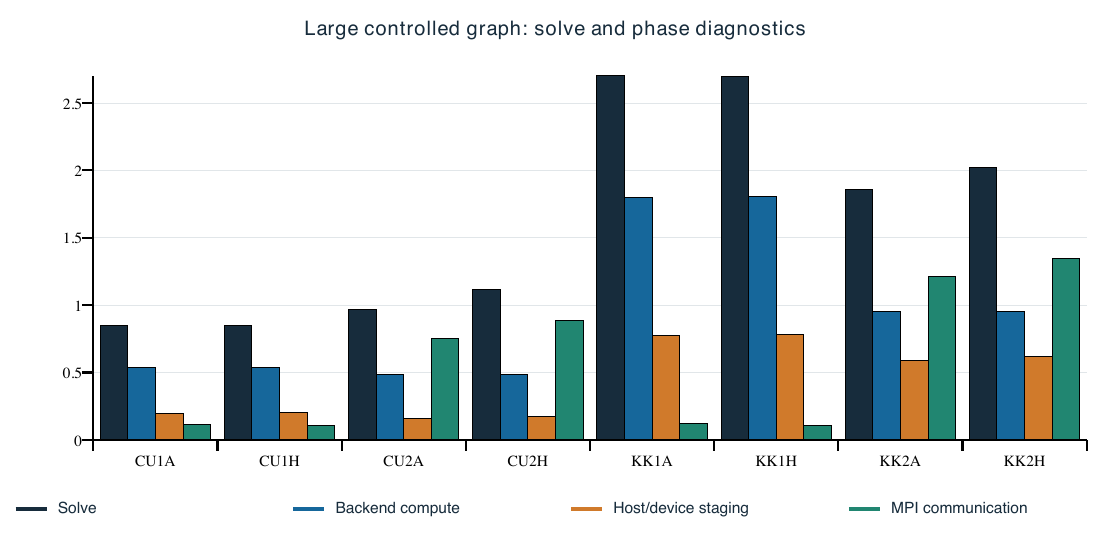 Large controlled graph: solve and phase diagnostics
2.5
2
1.5
1
0.5
0
CU1A CU1H CU2A CU2H KK1A KK1H KK2A KK2H
Solve Backend compute Host/device staging MPI communication